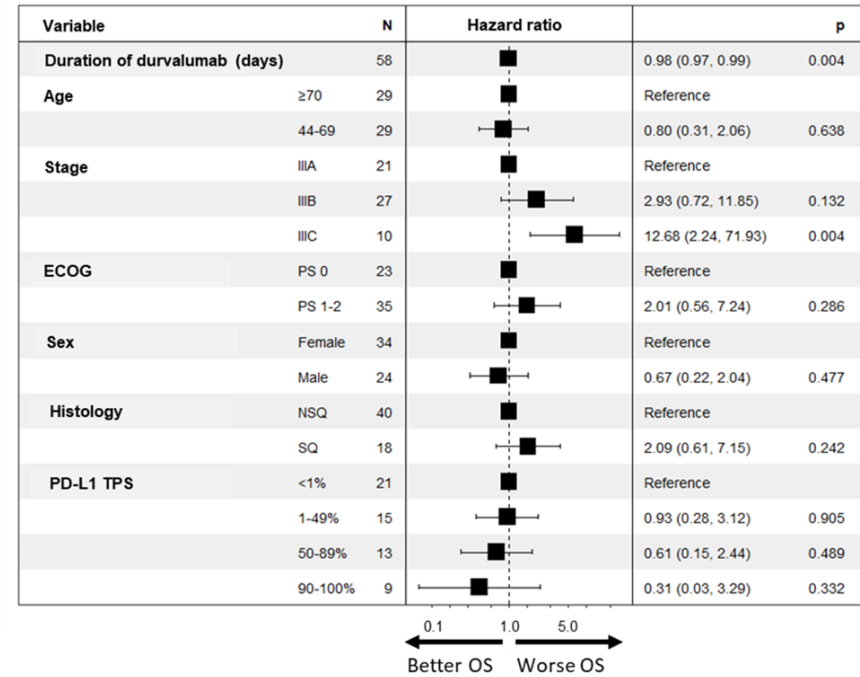 Variable N Hazard ratio p
Duration of durvalumab (days) 58 0.98 (0.97, 0.99) 0.004
Age ≥70 29 Reference
44-69 29 0.80 (0.31, 2.06) 0.638
Stage IIIA 21 Reference
IIIB 27 2.93 (0.72, 11.85) 0.132
IIIC 10 12.68 (2.24, 71.93) 0.004
ECOG PS 0 23 Reference
PS 1-2 35 2.01 (0.56, 7.24) 0.286
Sex Female 34 Reference
Male 24 0.67 (0.22, 2.04) 0.477
Histology NSQ 40 Reference
SQ 18 2.09 (0.61, 7.15) 0.242
PD-L1 TPS <1% 21 Reference
1-49% 15 0.93 (0.28, 3.12) 0.905
50-89% 13 0.61 (0.15, 2.44) 0.489
90-100% 9 0.31 (0.03, 3.29) 0.332
0.1 1.0 5.0
Better OS Worse OS